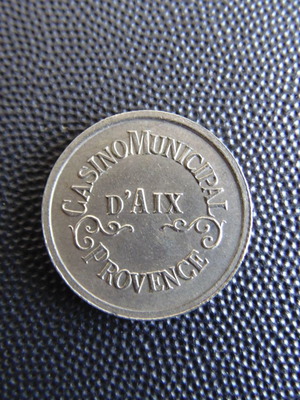 CASINO MUNICIPAL
D'AIX
PROVENCE